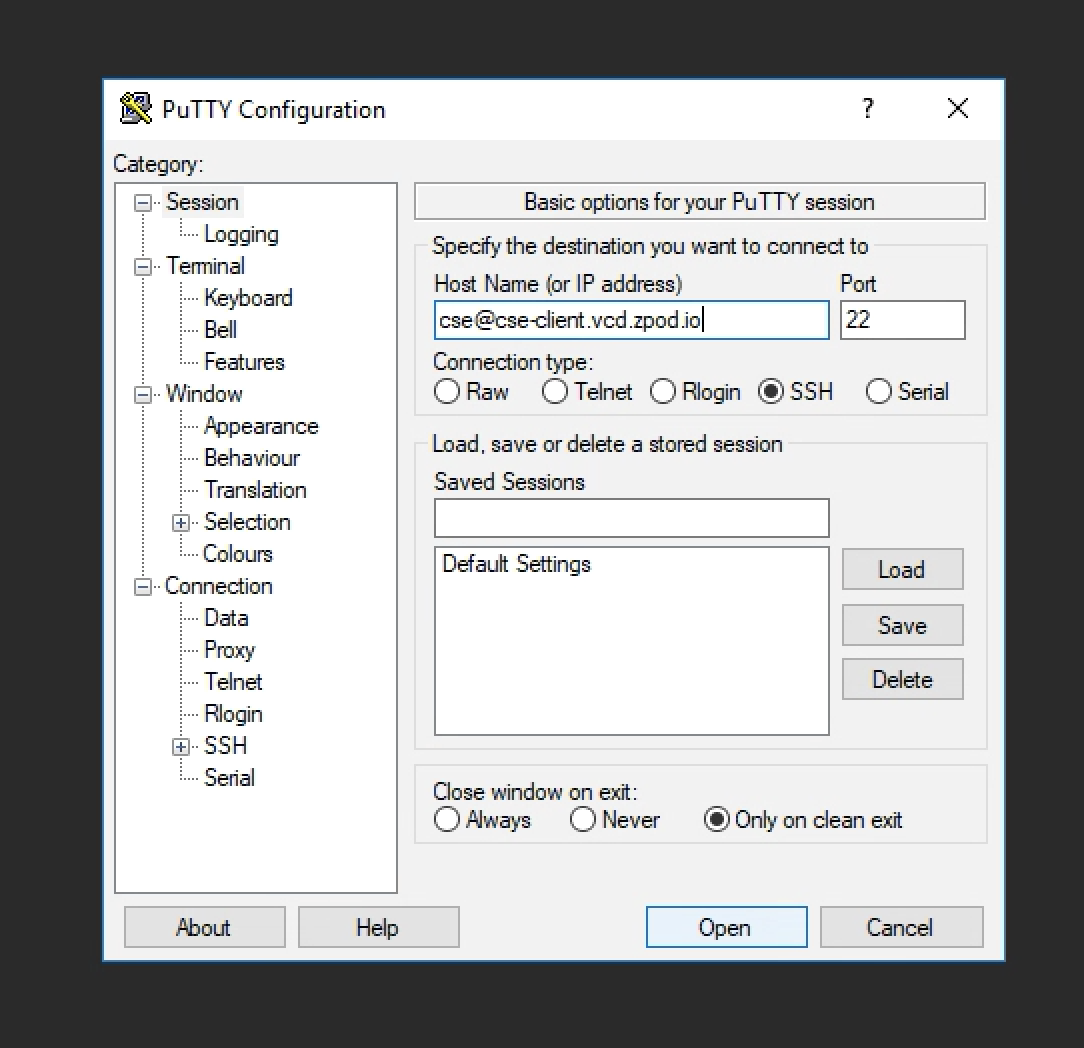 PuTTY Configuration
?
Category:
Session
Logging
Terminal
Keyboard
Bell
Features
Window
Appearance
Behaviour
Translation
Selection
Colours
Connection
Data
Proxy
Telnet
Rlogin
SSH
Serial
Basic options for your PuTTY session
Specify the destination you want to connect to
Host Name (or IP address) Port
cse@cse-client.vcd.zpod.io 22
Connection type:
Raw Telnet Rlogin SSH Serial
Load, save or delete a stored session
Saved Sessions
Default Settings
Load
Save
Delete
Close window on exit:
Always Never Only on clean exit
About Help Open Cancel